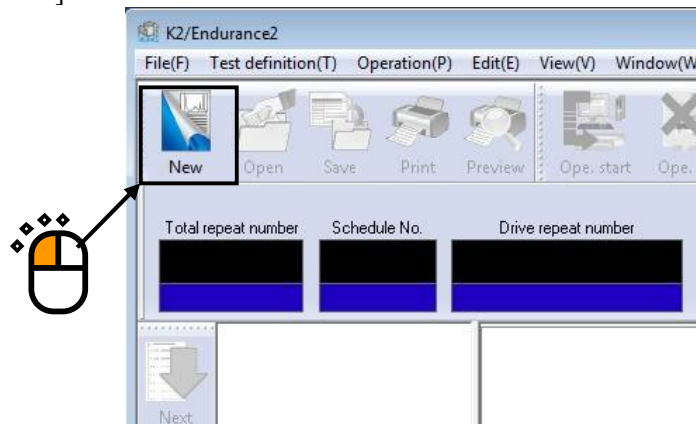 ]
K2/Endurance2
File(F) Test definition(T) Operation(P) Edit(E) View(V) Window(W
New Open Save Print Preview Ope. start Ope.
Total repeat number Schedule No. Drive repeat number
Next